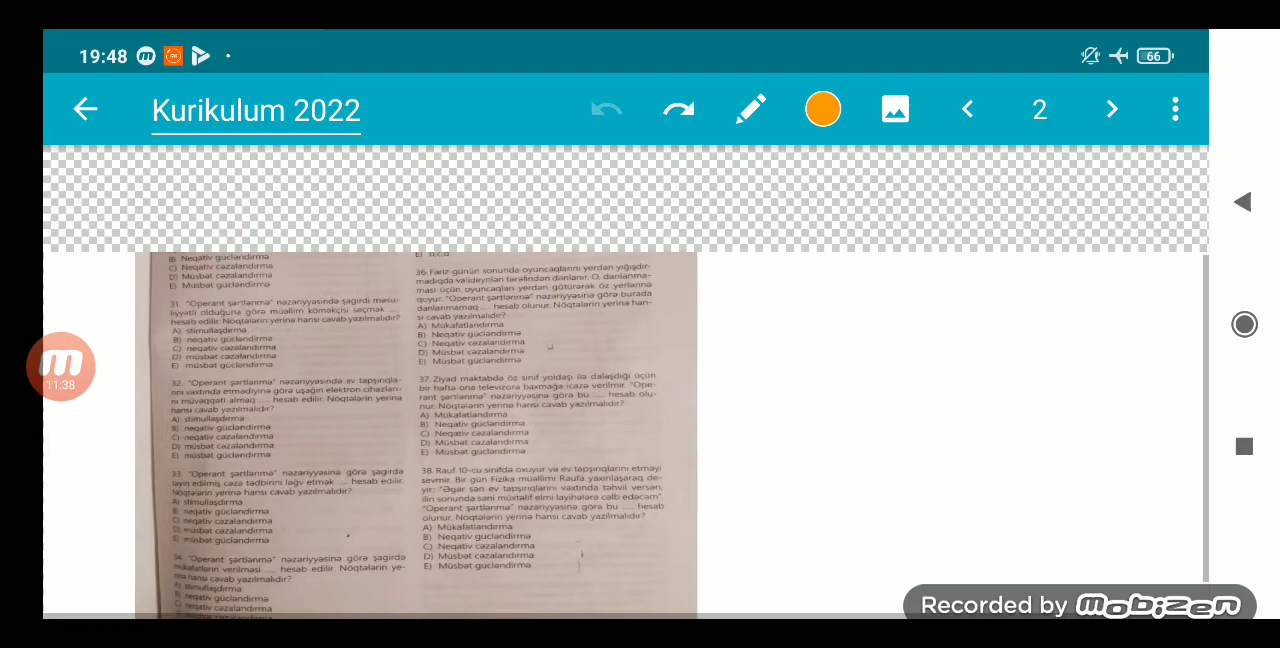 19:48
66
Kurikulum 2022
2
B) Neqativ gücləndirmə
C) Neqativ cəzalandırma
D) Müsbət cəzalandırma
E) Müsbət gücləndirmə
31. "Operant şərtlənmə" nəzəriyyəsində şagirdi məsu-
liyyətli olduğuna görə müəllim köməkçisi seçmək ....
hesab edilir. Nöqtələrin yerinə hansı cavab yazılmalıdır?
A) stimullaşdırma
B) neqativ gücləndirmə
C) neqativ cəzalandırma
D) müsbət cəzalandırma
E) müsbət gücləndirmə
32. "Operant şərtlənmə" nəzəriyyəsində ev tapşırıqla-
rını vaxtında etmədiyinə görə uşağın elektron cihazları-
nı müvəqqəti almaq .... hesab edilir. Nöqtələrin yerinə
hansı cavab yazılmalıdır?
A) stimullaşdırma
B) neqativ gücləndirmə
C) neqativ cəzalandırma
D) müsbət cəzalandırma
E) müsbət gücləndirmə
33. "Operant şərtlənmə" nəzəriyyəsinə görə şagirdə
təyin edilmiş cəza tədbirini ləğv etmək .... hesab edilir.
Nöqtələrin yerinə hansı cavab yazılmalıdır?
A) stimullaşdırma
B) neqativ gücləndirmə
C) neqativ cəzalandırma
D) müsbət cəzalandırma
E) müsbət gücləndirmə
34. "Operant şərtlənmə" nəzəriyyəsinə görə şagirdə
mükafatların verilməsi .... hesab edilir. Nöqtələrin ye-
rinə hansı cavab yazılmalıdır?
A) stimullaşdırma
B) neqativ gücləndirmə
C) neqativ cəzalandırma
E) b,c,d
36. Fariz günün sonunda oyuncaqlarını yerdən yığışdır-
madıqda valideynləri tərəfindən danlanır. O, danlanma-
ması üçün oyuncaqları yerdən götürərək öz yerlərinə
qoyur. "Operant şərtlənmə" nəzəriyyəsinə görə burada
danlanmamaq .... hesab olunur. Nöqtələrin yerinə han-
sı cavab yazılmalıdır?
A) Mükafatlandırma
B) Neqativ gücləndirmə
C) Neqativ cəzalandırma
D) Müsbət cəzalandırma
E) Müsbət gücləndirmə
37. Ziyad məktəbdə öz sinif yoldaşı ilə dalaşdığı üçün
bir həftə ona televizora baxmağa icazə verilmir. "Ope-
rant şərtlənmə" nəzəriyyəsinə görə bu .... hesab olu-
nur. Nöqtələrin yerinə hansı cavab yazılmalıdır?
A) Mükafatlandırma
B) Neqativ gücləndirmə
C) Neqativ cəzalandırma
D) Müsbət cəzalandırma
E) Müsbət gücləndirmə
38. Rauf 10-cu sinifdə oxuyur və ev tapşırıqlarını etməyi
sevmir. Bir gün Fizika müəllimi Raufa yaxınlaşaraq de-
yir: "Əgər sən ev tapşırıqlarını vaxtında təhvil versən,
ilin sonunda səni müxtəlif elmi layihələrə cəlb edəcəm".
"Operant şərtlənmə" nəzəriyyəsinə görə bu .... hesab
olunur. Nöqtələrin yerinə hansı cavab yazılmalıdır?
A) Mükafatlandırma
B) Neqativ gücləndirmə
C) Neqativ cəzalandırma
D) Müsbət cəzalandırma
E) Müsbət gücləndirmə
11:38
Recorded by mobizen